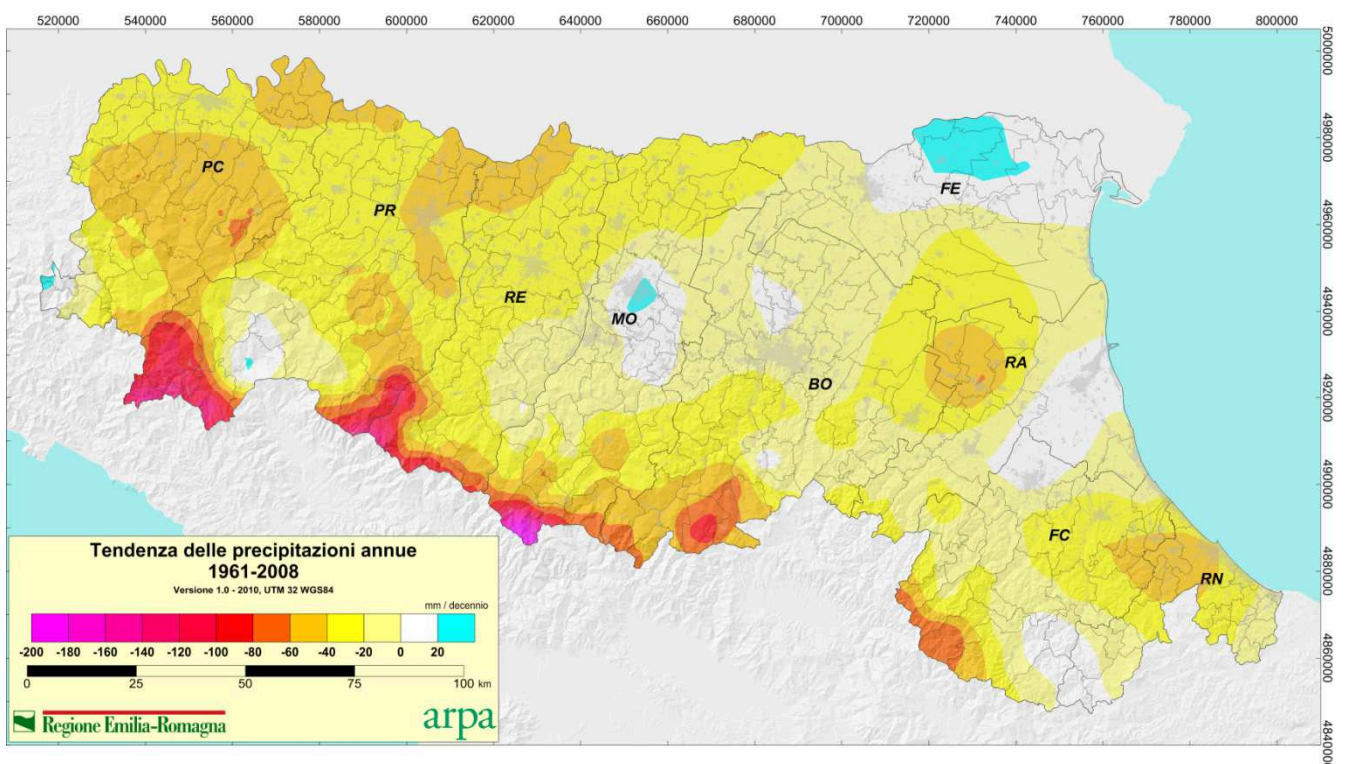 520000 540000 560000 580000 600000 620000 640000 660000 680000 700000 720000 740000 760000 780000 800000
5000000
4980000
4960000
4940000
4920000
4900000
4880000
4860000
4840000
PC
PR
RE
MO
BO
FE
RA
FC
RN
Tendenza delle precipitazioni annue
1961-2008
Versione 1.0 - 2010, UTM 32 WGS84
mm / decennio
-200 -180 -160 -140 -120 -100 -80 -60 -40 -20 0 20
0 25 50 75 100 km
Regione Emilia-Romagna
arpa